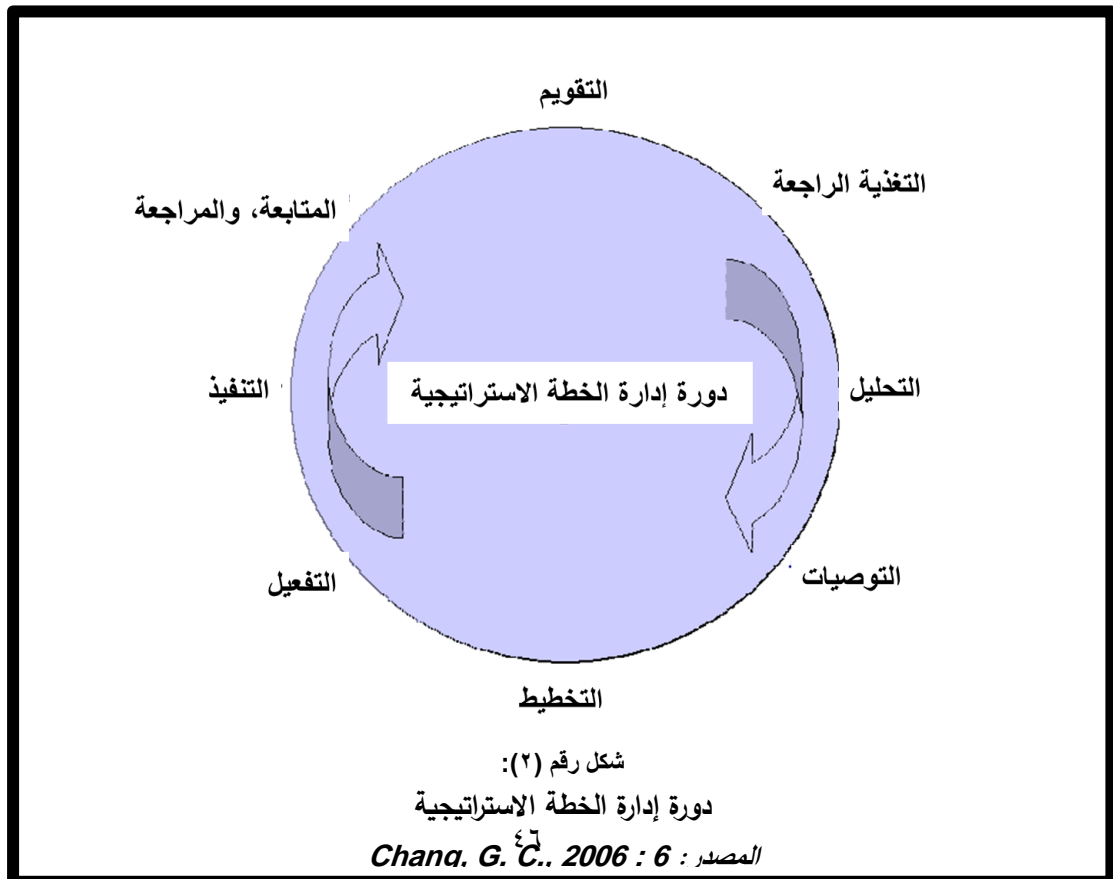 التقويم
التغذية الراجعة
المتابعة، والمراجعة
التحليل
دورة إدارة الخطة الاستراتيجية
التنفيذ
التوصيات
التفعيل
التخطيط
شكل رقم (٢):
دورة إدارة الخطة الاستراتيجية
٤٦
المصدر : Chang, G. C., 2006 : 6